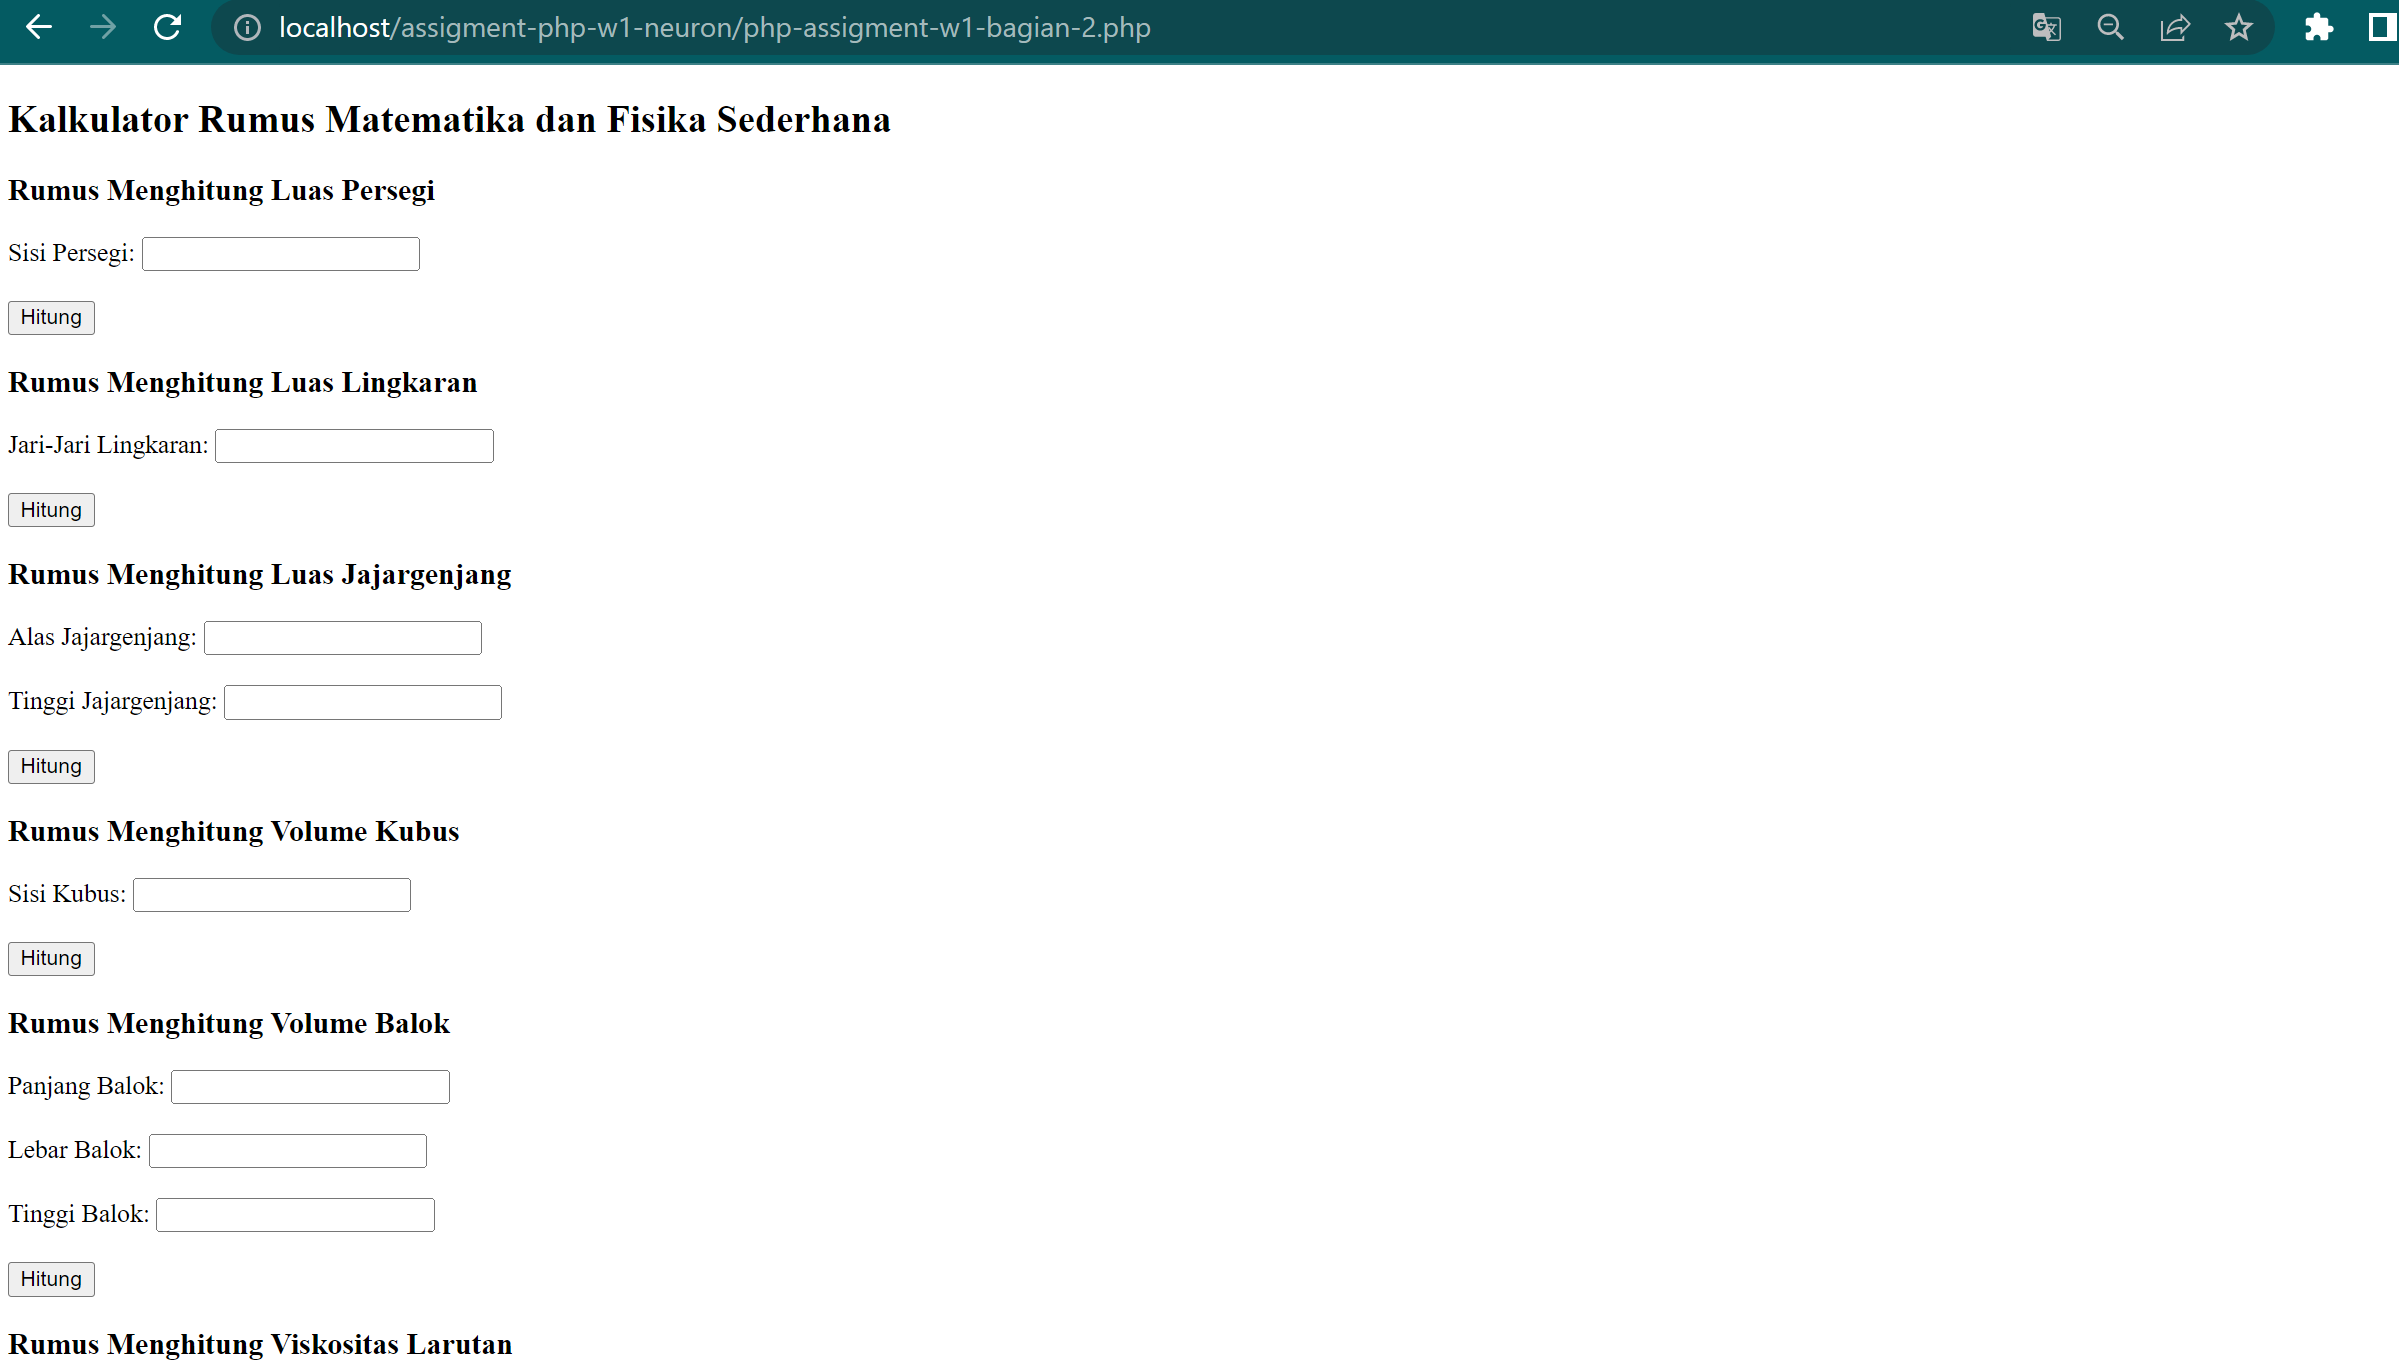 localhost/assigment-php-w1-neuron/php-assigment-w1-bagian-2.php
Kalkulator Rumus Matematika dan Fisika Sederhana
Rumus Menghitung Luas Persegi
Sisi Persegi:
Hitung
Rumus Menghitung Luas Lingkaran
Jari-Jari Lingkaran:
Hitung
Rumus Menghitung Luas Jajargenjang
Alas Jajargenjang:
Tinggi Jajargenjang:
Hitung
Rumus Menghitung Volume Kubus
Sisi Kubus:
Hitung
Rumus Menghitung Volume Balok
Panjang Balok:
Lebar Balok:
Tinggi Balok:
Hitung
Rumus Menghitung Viskositas Larutan